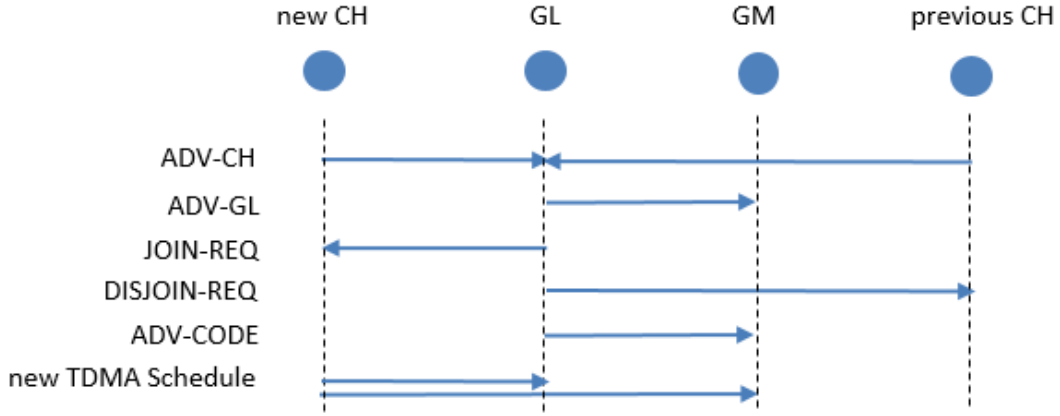 new CH GL GM previous CH
ADV-CH
ADV-GL
JOIN-REQ
DISJOIN-REQ
ADV-CODE
new TDMA Schedule